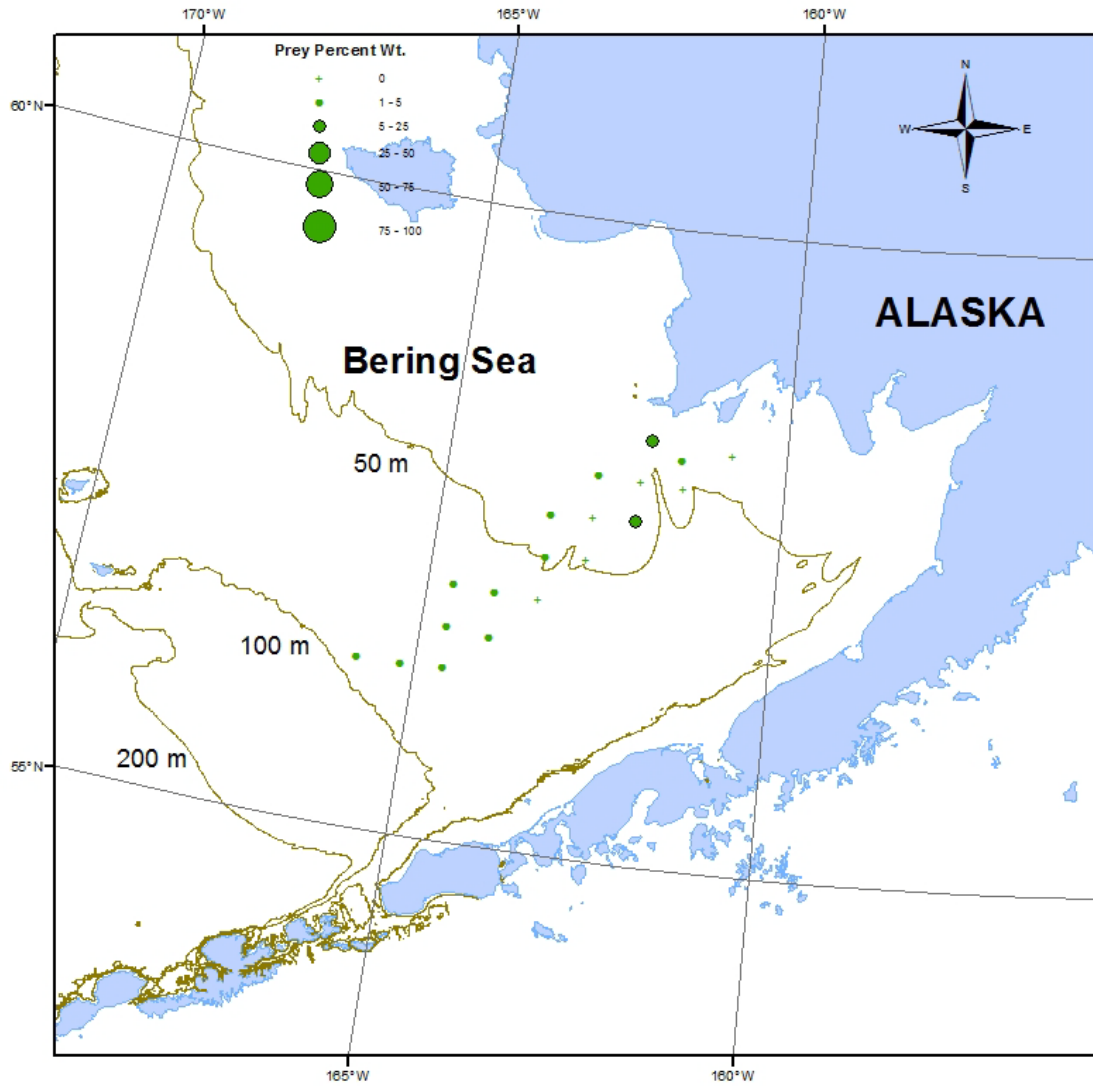 170°W
165°W
160°W
Prey Percent Wt.
0
1 - 5
5 - 25
25 - 50
50 - 75
75 - 100
N
W
E
S
60°N
ALASKA
Bering Sea
50 m
100 m
200 m
55°N
165°W
160°W